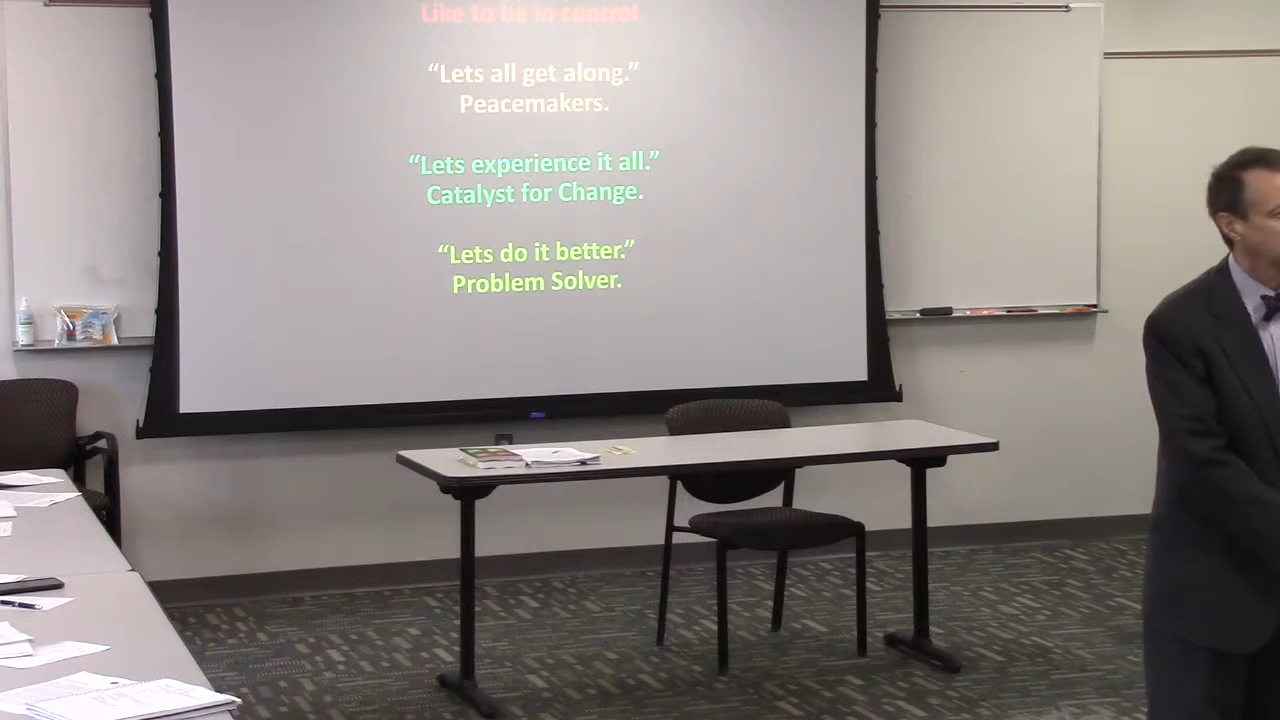 Like to be in control.
“Lets all get along.”
Peacemakers.
“Lets experience it all.”
Catalyst for Change.
“Lets do it better.”
Problem Solver.